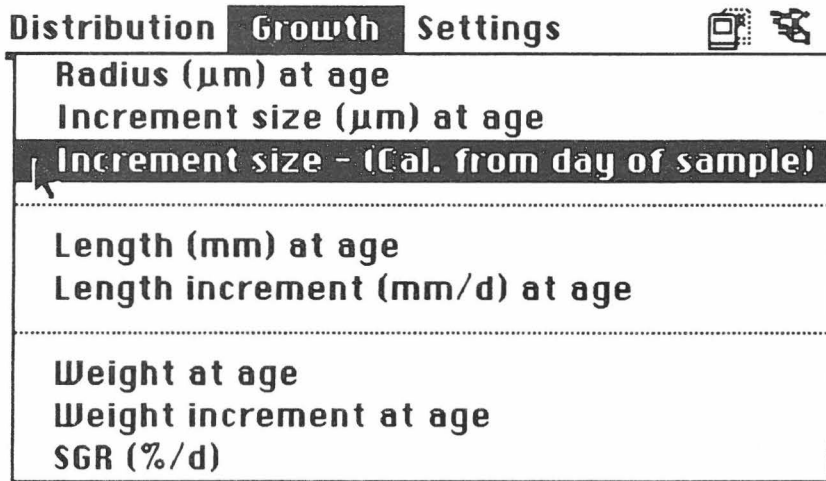 Distribution Growth Settings
Radius (µm) at age
Increment size (µm) at age
Increment size - (Cal. from day of sample)
Length (mm) at age
Length increment (mm/d) at age
Weight at age
Weight increment at age
SGR (%/d)